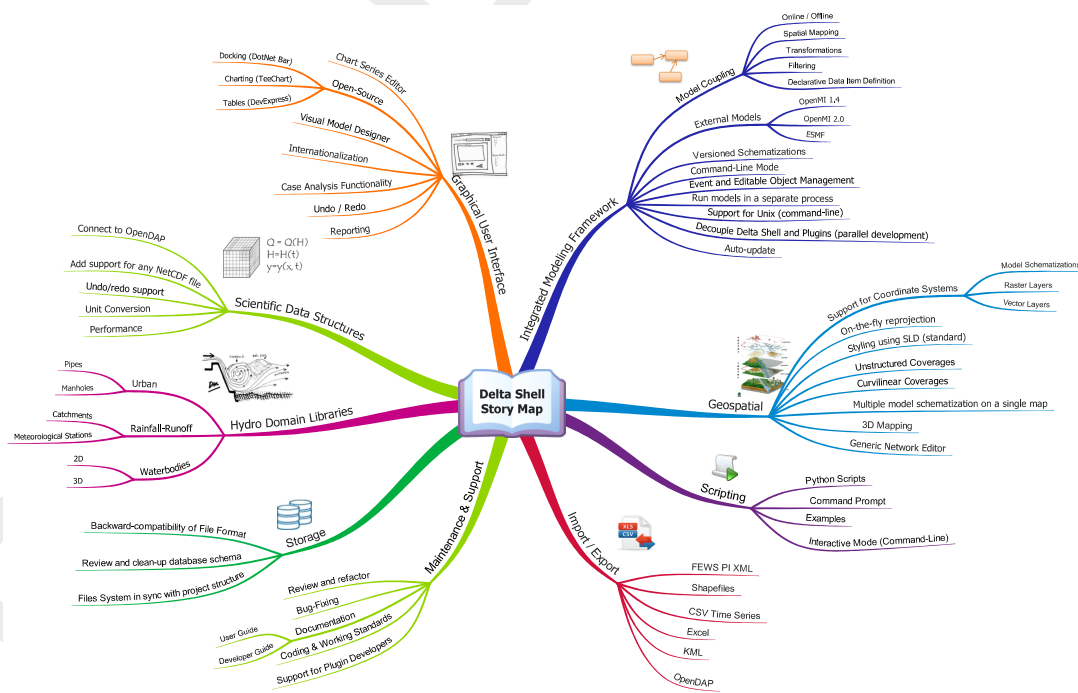 Delta Shell
Story Map
Graphical User Interface
Chart Series Editor
Open-Source
Docking (DotNet Bar)
Charting (TeeChart)
Tables (DevExpress)
Visual Model Designer
Internationalization
Case Analysis Functionality
Undo / Redo
Reporting
Integrated Modeling Framework
Model Coupling
Online / Offline
Spatial Mapping
Transformations
Filtering
Declarative Data Item Definition
External Models
OpenMI 1.4
OpenMI 2.0
ESMF
Versioned Schematizations
Command-Line Mode
Event and Editable Object Management
Run models in a separate process
Support for Unix (command-line)
Decouple Delta Shell and Plugins (parallel development)
Auto-update
Scientific Data Structures
Q = Q(H)
H=H(t)
y=y(x,t)
Connect to OpenDAP
Add support for any NetCDF file
Undo/redo support
Unit Conversion
Performance
Geospatial
Support for Coordinate Systems
Model Schematizations
Raster Layers
Vector Layers
On-the-fly reprojection
Styling using SLD (standard)
Unstructured Coverages
Curvilinear Coverages
Multiple model schematization on a single map
3D Mapping
Generic Network Editor
Hydro Domain Libraries
Urban
Pipes
Manholes
Rainfall-Runoff
Catchments
Meteorological Stations
Waterbodies
2D
3D
Scripting
Python Scripts
Command Prompt
Examples
Interactive Mode (Command-Line)
Storage
Backward-compatibility of File Format
Review and clean-up database schema
Files System in sync with project structure
Maintenance & Support
Review and refactor
Bug-Fixing
Documentation
User Guide
Developer Guide
Coding & Working Standards
Support for Plugin Developers
Import / Export
XLS
CSV
FEWS PI XML
Shapefiles
CSV Time Series
Excel
KML
OpenDAP